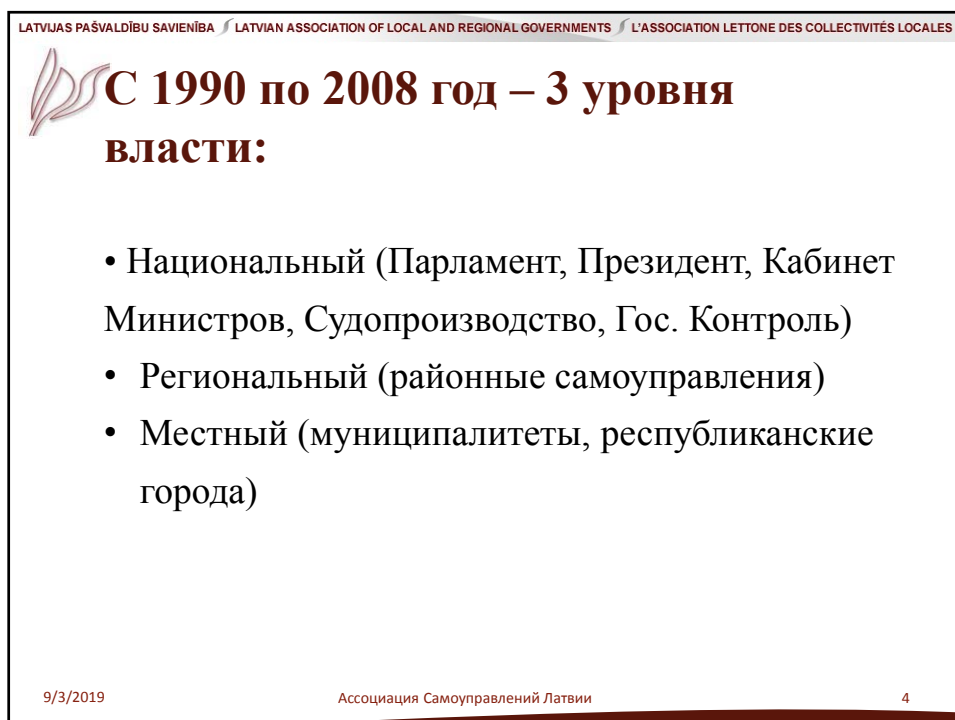 LATVIJAS PAŠVALDĪBU SAVIENĪBA ∫ LATVIAN ASSOCIATION OF LOCAL AND REGIONAL GOVERNMENTS ∫ L'ASSOCIATION LETTONE DES COLLECTIVITÉS LOCALES
С 1990 по 2008 год – 3 уровня
власти:
• Национальный (Парламент, Президент, Кабинет
Министров, Судопроизводство, Гос. Контроль)
• Региональный (районные самоуправления)
• Местный (муниципалитеты, республиканские
города)
9/3/2019 Ассоциация Самоуправлений Латвии 4